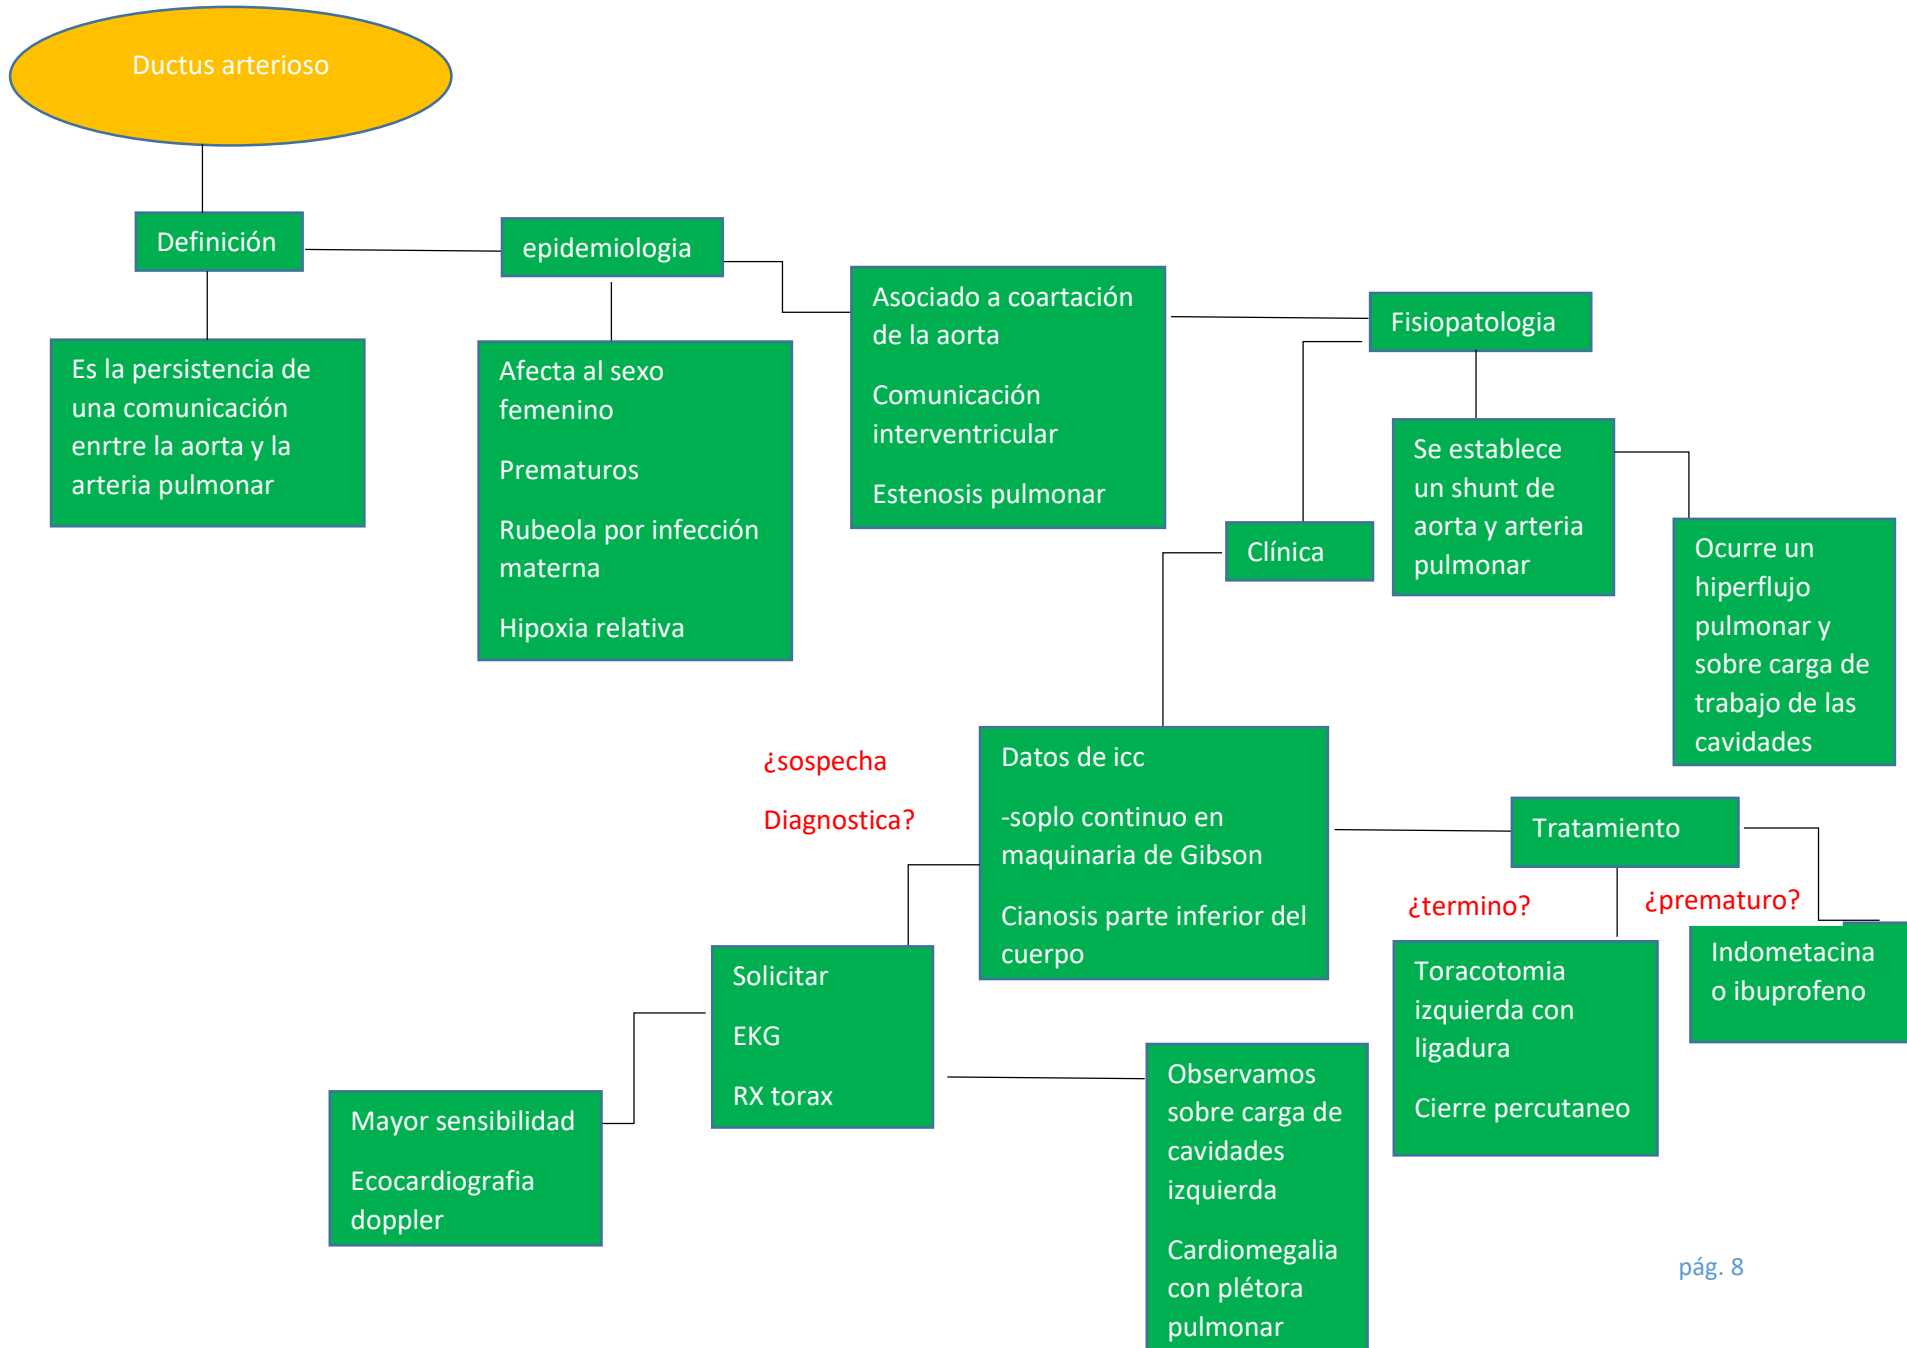 Ductus arterioso
Definición
Es la persistencia de
una comunicación
enrtre la aorta y la
arteria pulmonar
epidemiologia
Afecta al sexo
femenino
Prematuros
Rubeola por infección
materna
Hipoxia relativa
Asociado a coartación
de la aorta
Comunicación
interventricular
Estenosis pulmonar
Fisiopatologia
Se establece
un shunt de
aorta y arteria
pulmonar
Ocurre un
hiperflujo
pulmonar y
sobre carga de
trabajo de las
cavidades
Clínica
Datos de icc
-soplo continuo en
maquinaria de Gibson
Cianosis parte inferior del
cuerpo
¿sospecha
Diagnostica?
Solicitar
EKG
RX torax
Mayor sensibilidad
Ecocardiografia
doppler
Observamos
sobre carga de
cavidades
izquierda
Cardiomegalia
con plétora
pulmonar
Tratamiento
¿termino?
Toracotomia
izquierda con
ligadura
Cierre percutaneo
¿prematuro?
Indometacina
o ibuprofeno
pág. 8